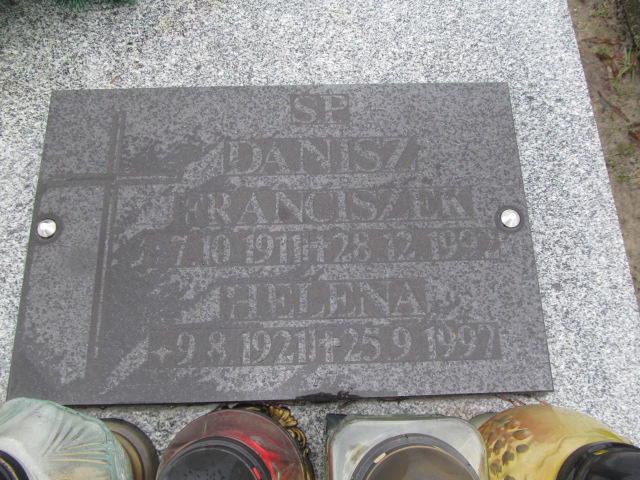 SP
DANISZ
FRANCISZEK
* 7.10 1911 † 28.12.1992
HELENA
* 9.8.1921 † 25.9.1997